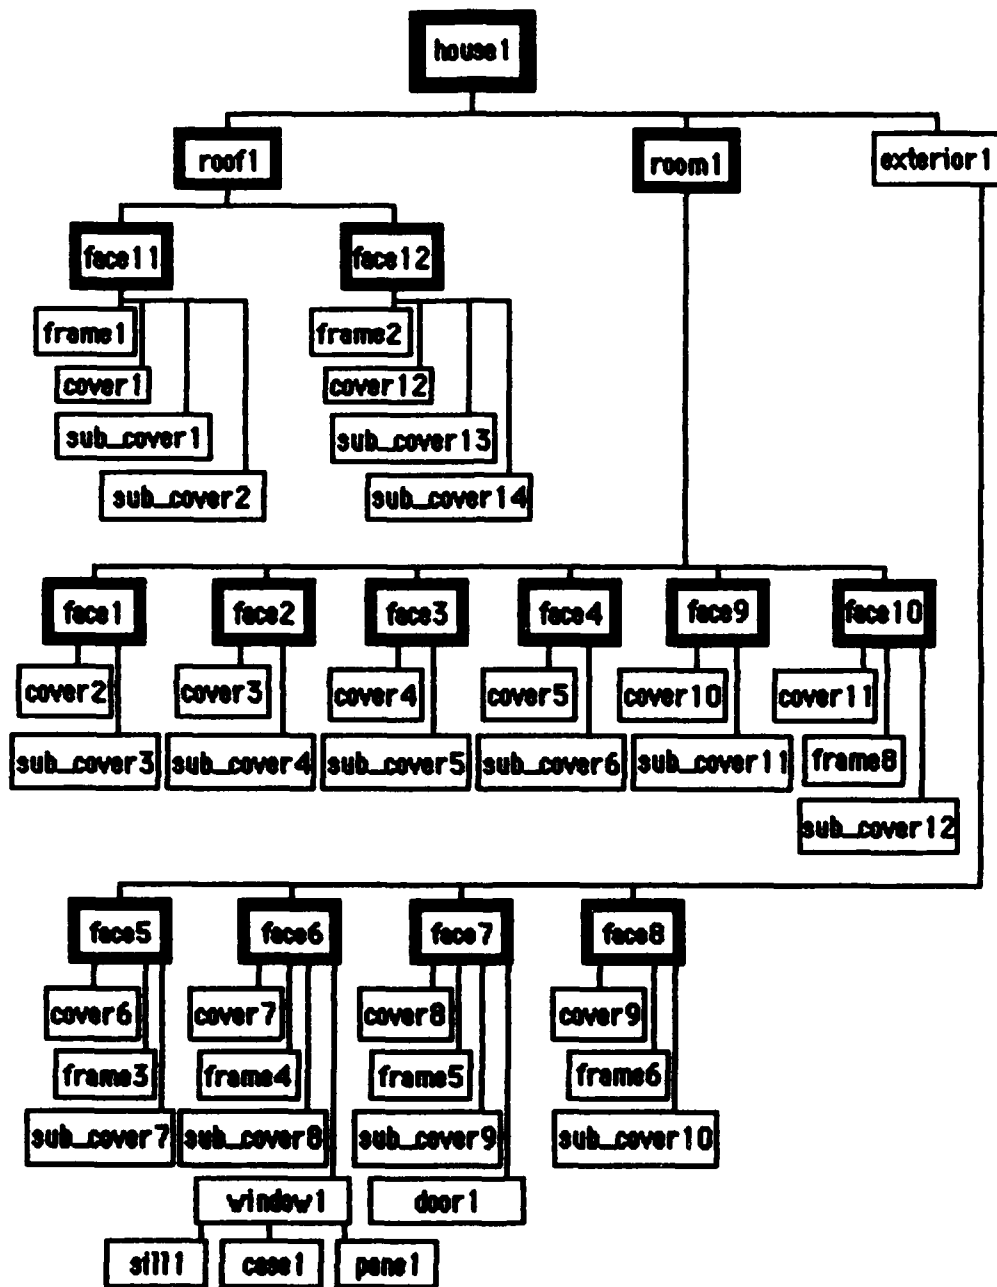 house1
roof1 room1 exterior1
face11 face12
frame1 frame2
cover1 cover12
sub_cover1 sub_cover13
sub_cover2 sub_cover14
face1 face2 face3 face4 face9 face10
cover2 cover3 cover4 cover5 cover10 cover11
sub_cover3 sub_cover4 sub_cover5 sub_cover6 sub_cover11 frame8
sub_cover12
face5 face6 face7 face8
cover6 cover7 cover8 cover9
frame3 frame4 frame5 frame6
sub_cover7 sub_cover8 sub_cover9 sub_cover10
window1 door1
sill1 case1 pane1